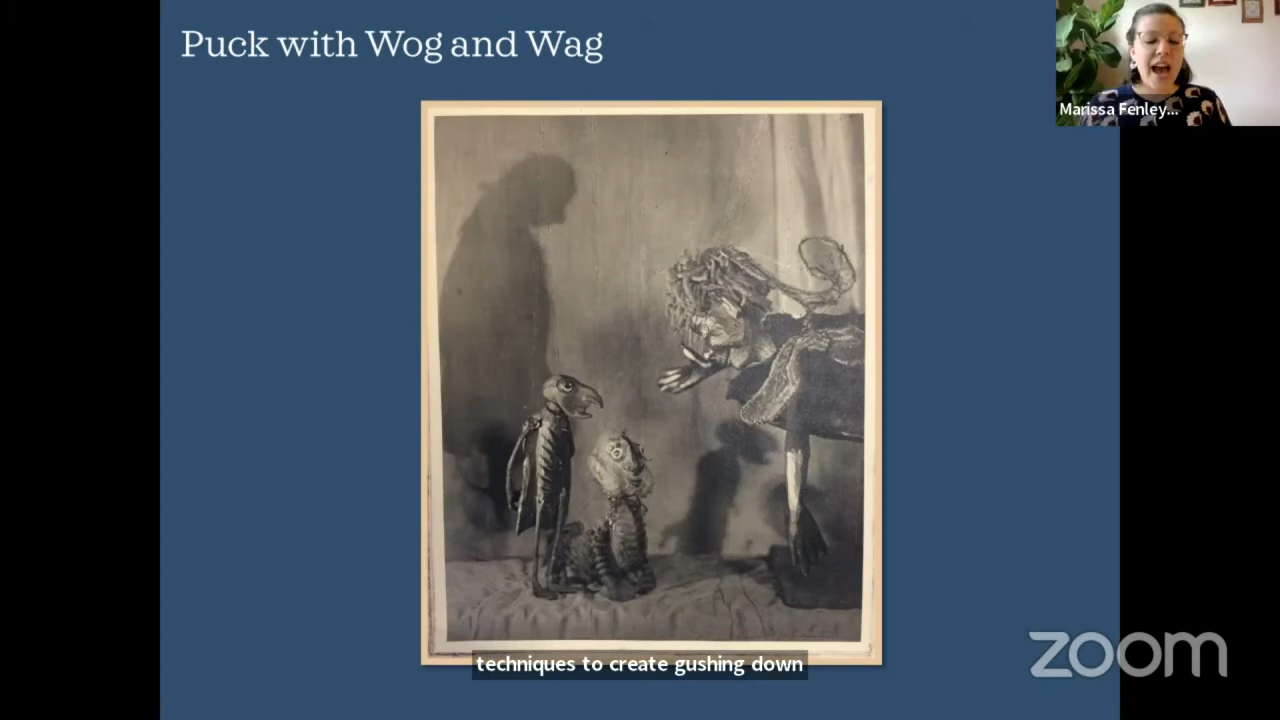 Puck with Wog and Wag
Marissa Fenley...
techniques to create gushing down
zoom